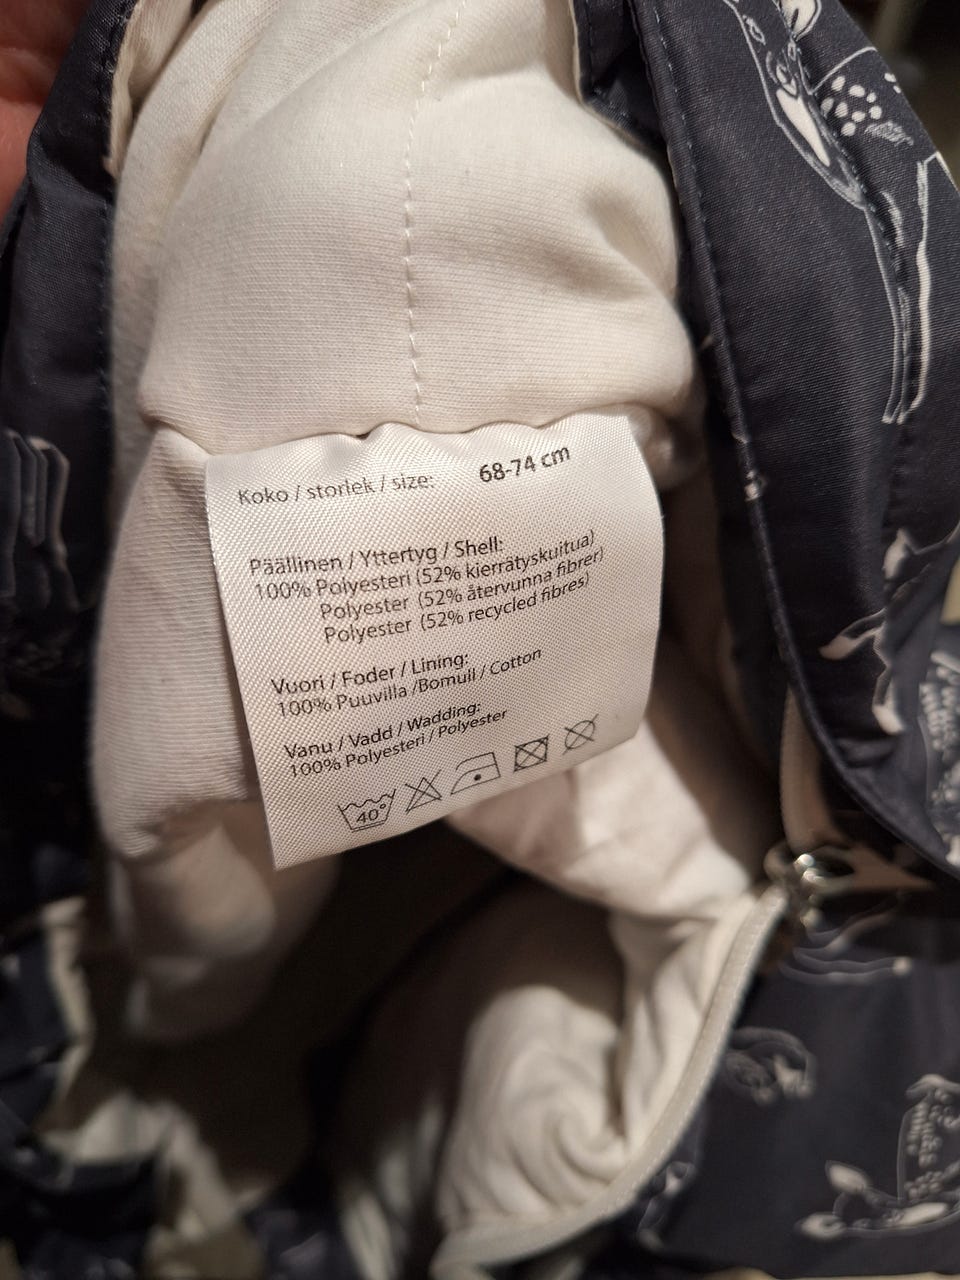 Koko / storlek / size: 68-74 cm
Päällinen / Yttertyg / Shell:
100% Polyesteri (52% kierrätyskuitua)
Polyester (52% återvunna fibrer)
Polyester (52% recycled fibres)
Vuori / Foder / Lining:
100% Puuvilla /Bomull / Cotton
Vanu / Vadd / Wadding:
100% Polyesteri / Polyester
40°